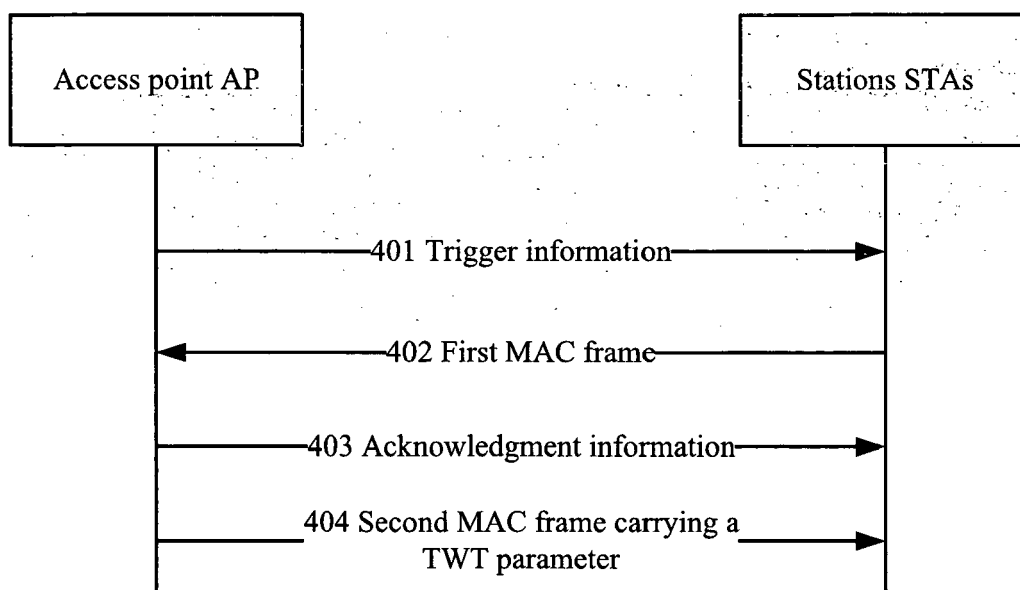 Access point AP
Stations STAs
401 Trigger information
402 First MAC frame
403 Acknowledgment information
404 Second MAC frame carrying a
TWT parameter